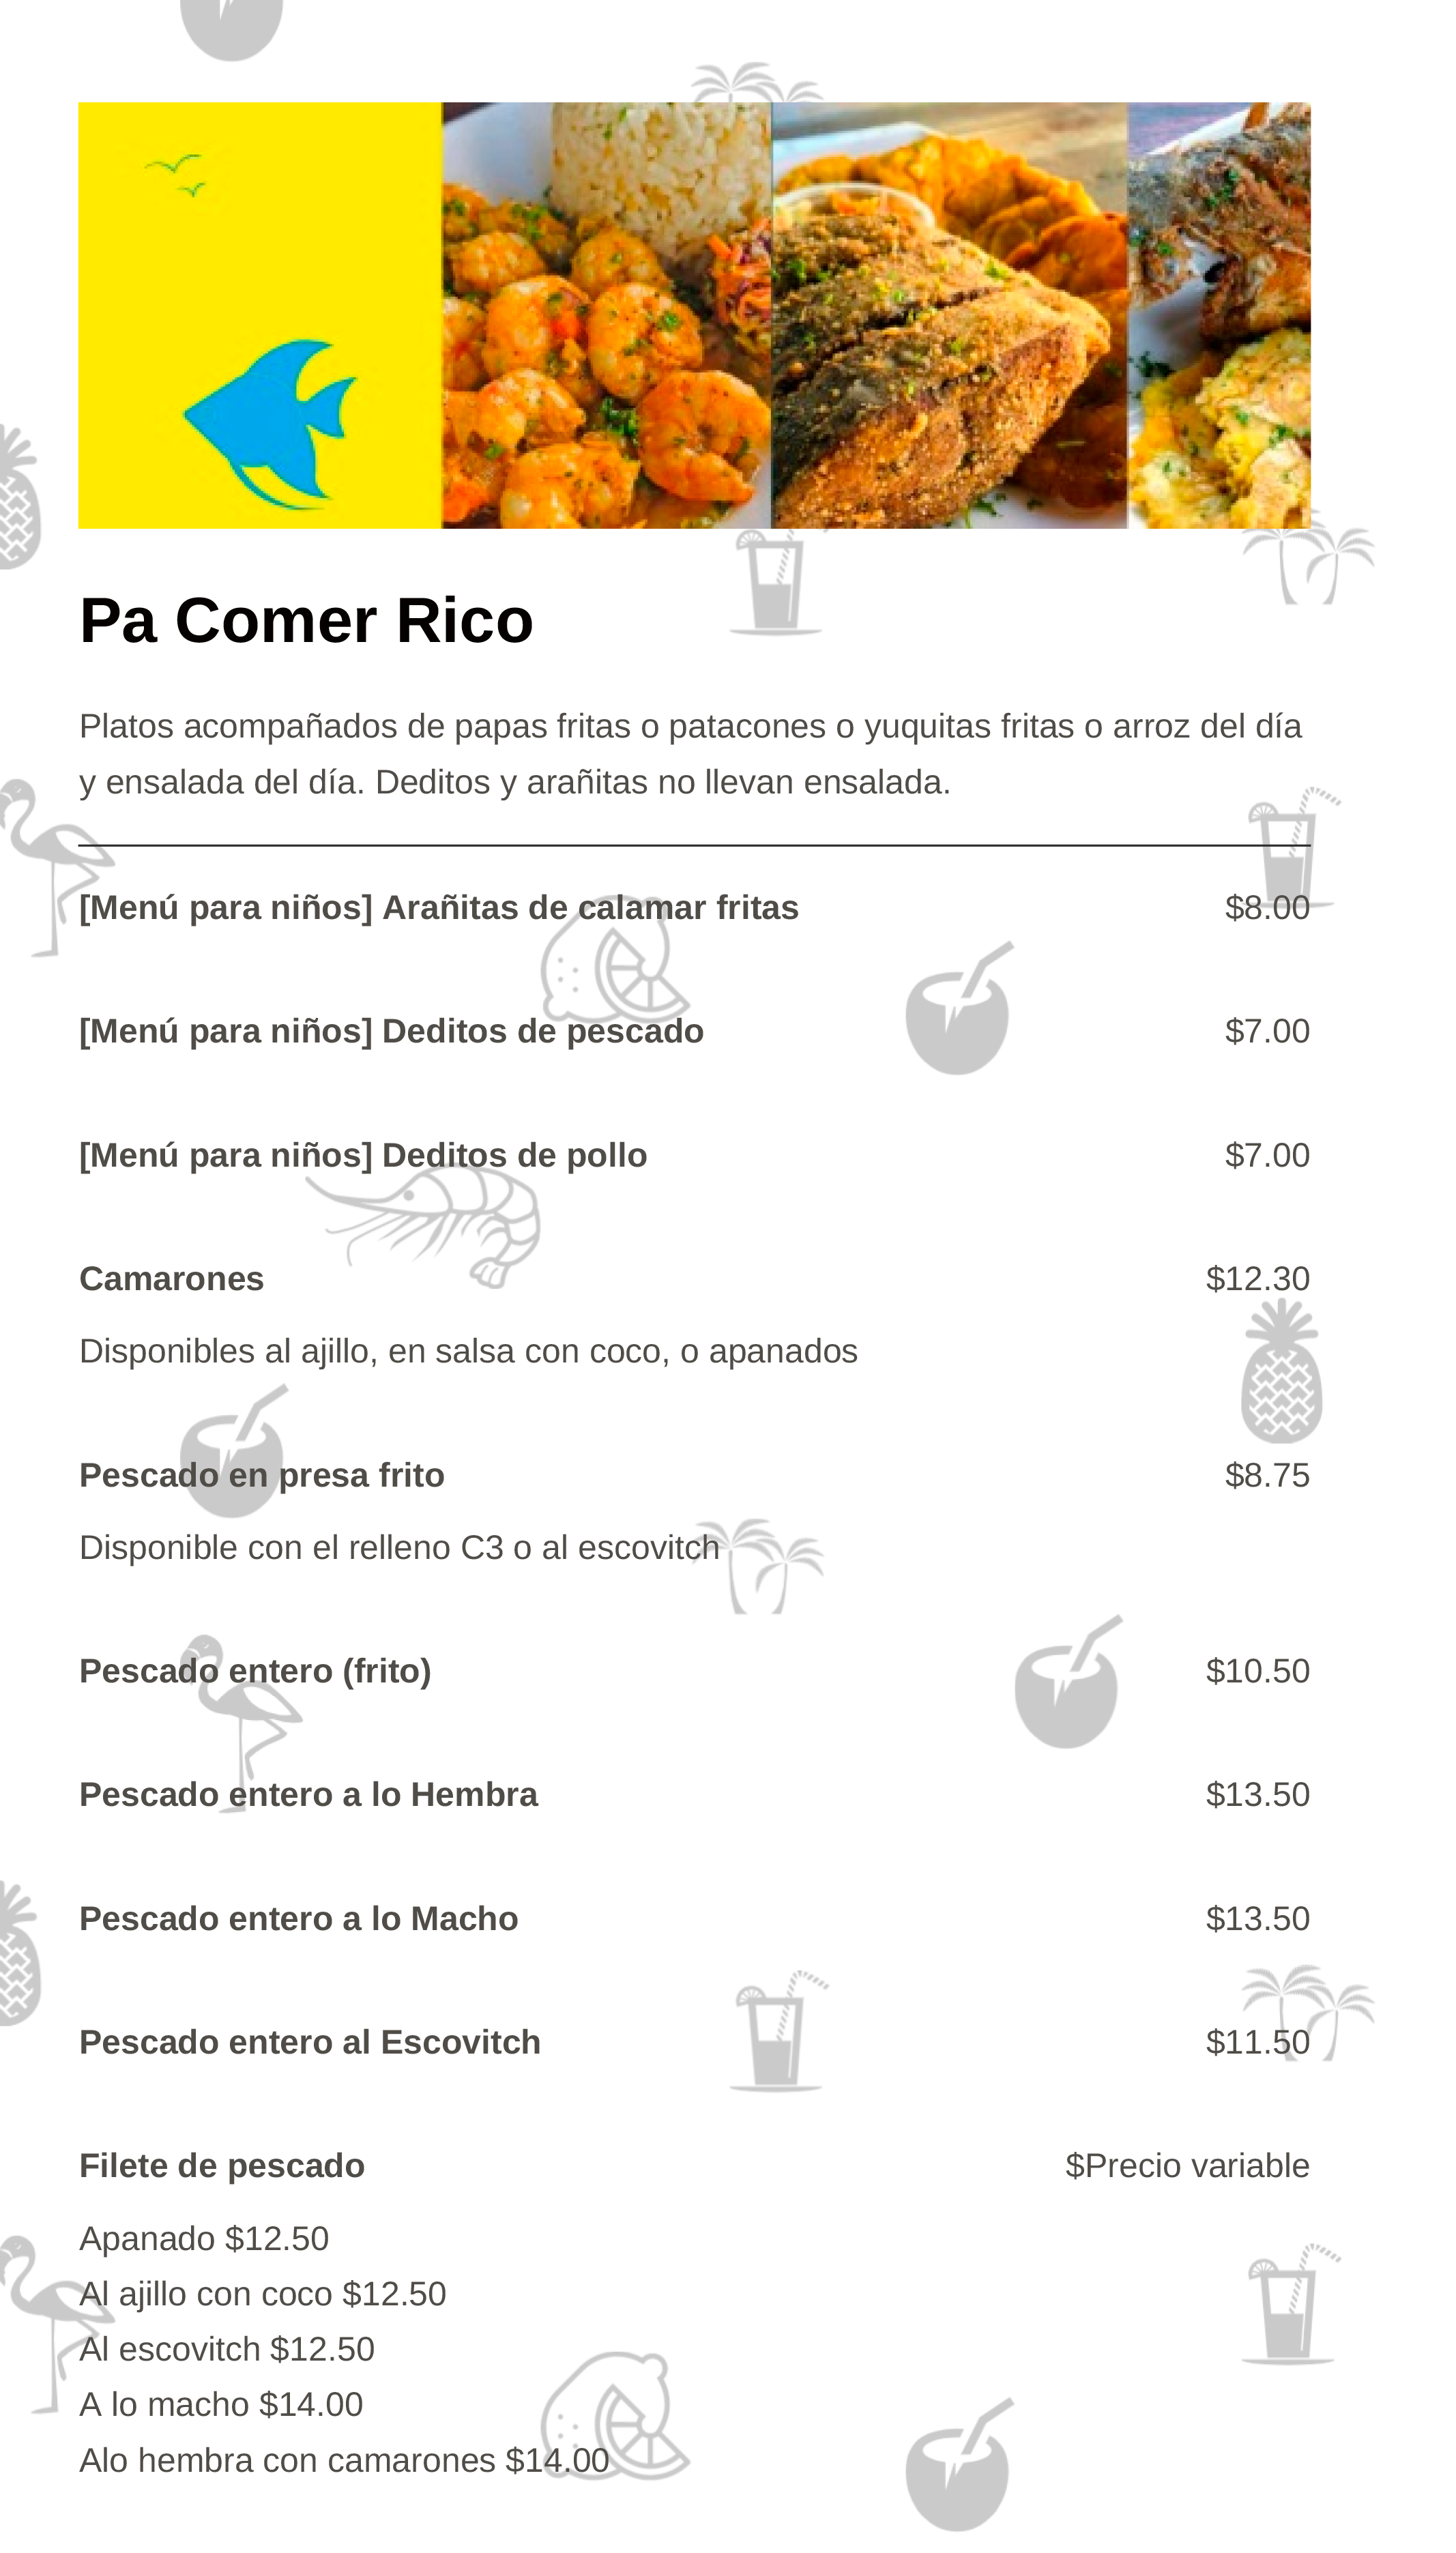 Pa Comer Rico
Platos acompañados de papas fritas o patacones o yuquitas fritas o arroz del día
y ensalada del día. Deditos y arañitas no llevan ensalada.
[Menú para niños] Arañitas de calamar fritas $8.00
[Menú para niños] Deditos de pescado $7.00
[Menú para niños] Deditos de pollo $7.00
Camarones $12.30
Disponibles al ajillo, en salsa con coco, o apanados
Pescado en presa frito $8.75
Disponible con el relleno C3 o al escovitch
Pescado entero (frito) $10.50
Pescado entero a lo Hembra $13.50
Pescado entero a lo Macho $13.50
Pescado entero al Escovitch $11.50
Filete de pescado $Precio variable
Apanado $12.50
Al ajillo con coco $12.50
Al escovitch $12.50
A lo macho $14.00
Alo hembra con camarones $14.00